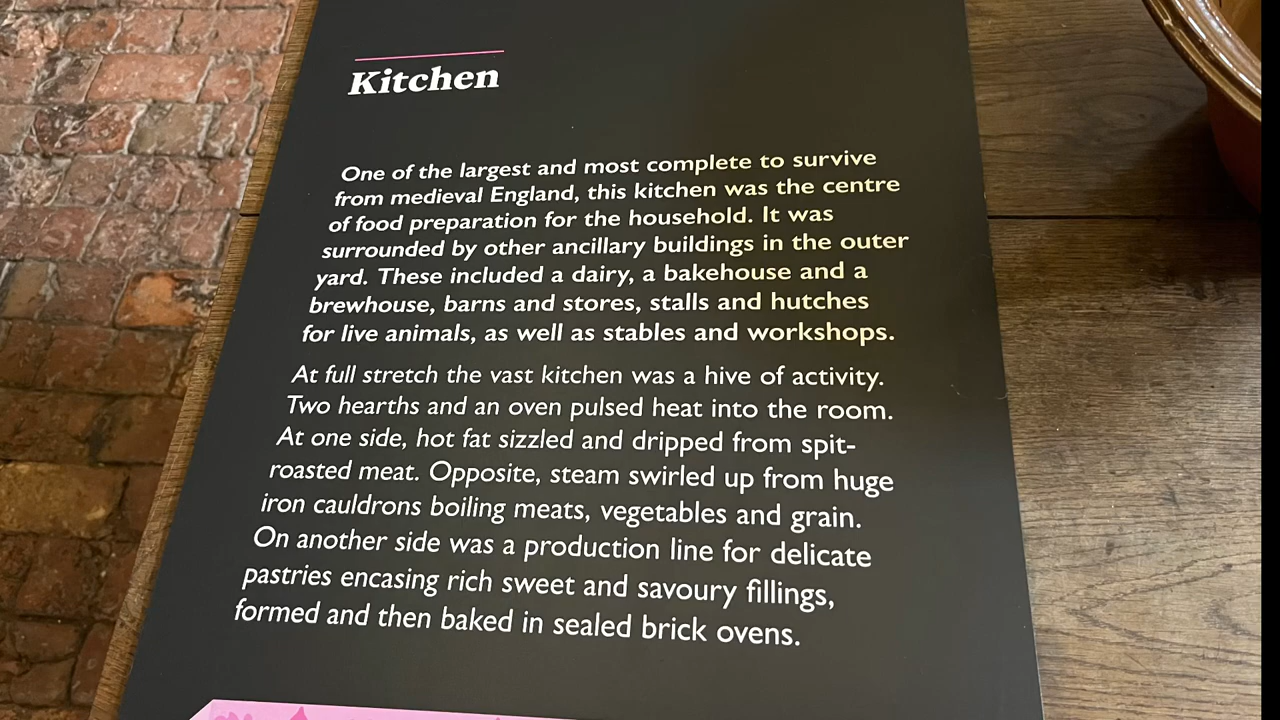 Kitchen
One of the largest and most complete to survive
from medieval England, this kitchen was the centre
of food preparation for the household. It was
surrounded by other ancillary buildings in the outer
yard. These included a dairy, a bakehouse and a
brewhouse, barns and stores, stalls and hutches
for live animals, as well as stables and workshops.
At full stretch the vast kitchen was a hive of activity.
Two hearths and an oven pulsed heat into the room.
At one side, hot fat sizzled and dripped from spit-
roasted meat. Opposite, steam swirled up from huge
iron cauldrons boiling meats, vegetables and grain.
On another side was a production line for delicate
pastries encasing rich sweet and savoury fillings,
formed and then baked in sealed brick ovens.